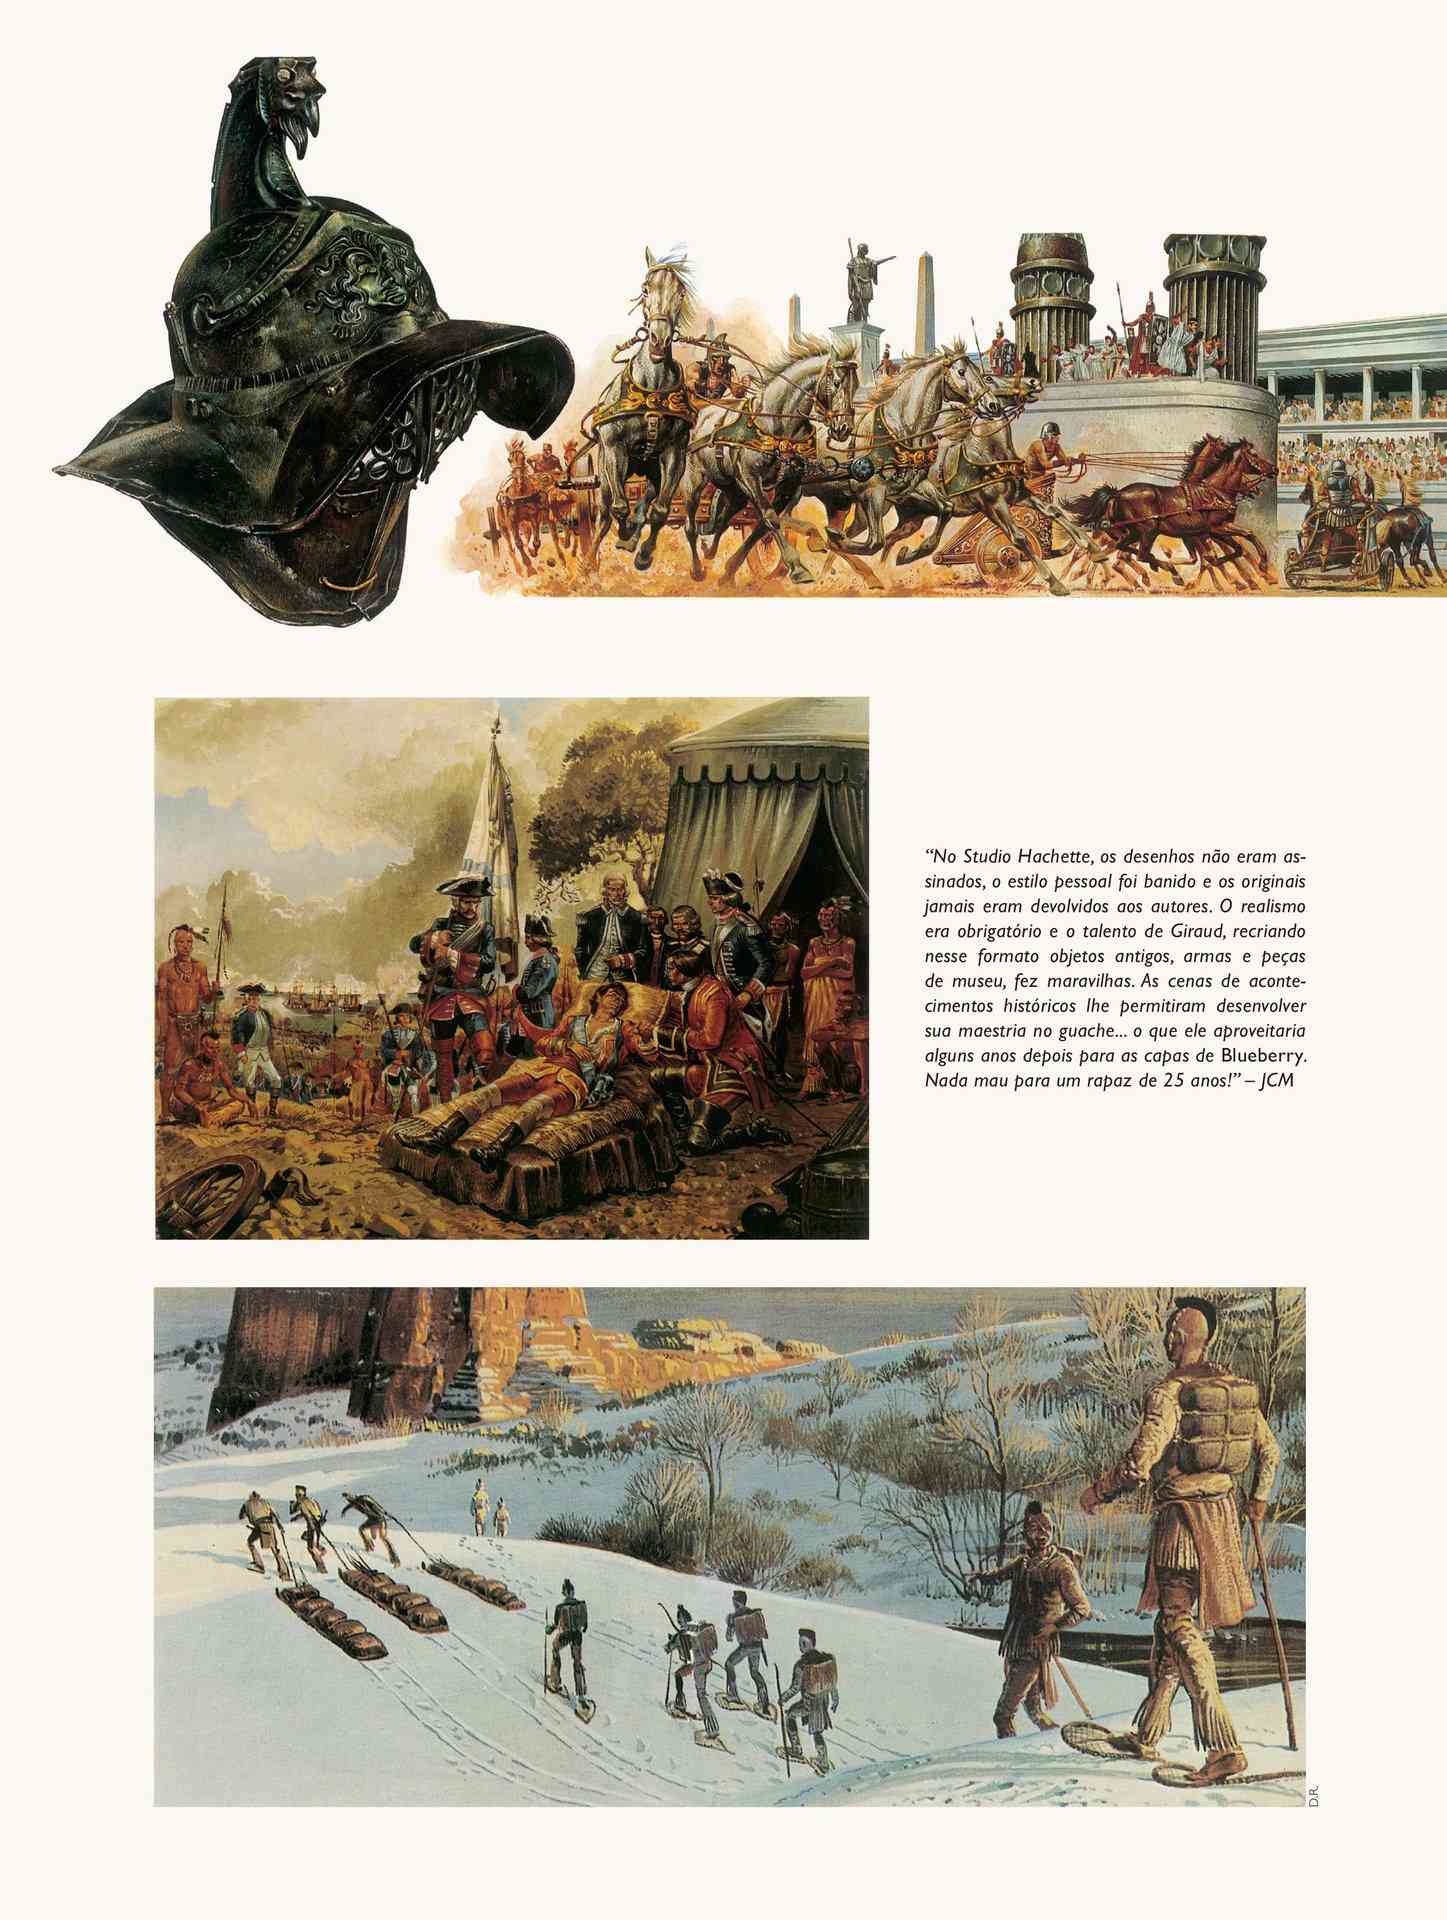 “No Studio Hachette, os desenhos não eram as-
sinados, o estilo pessoal foi banido e os originais
jamais eram devolvidos aos autores. O realismo
era obrigatório e o talento de Giraud, recriando
nesse formato objetos antigos, armas e peças
de museu, fez maravilhas. As cenas de aconte-
cimentos históricos lhe permitiram desenvolver
sua maestria no guache... o que ele aproveitaria
alguns anos depois para as capas de Blueberry.
Nada mau para um rapaz de 25 anos!” – JCM
D.R.